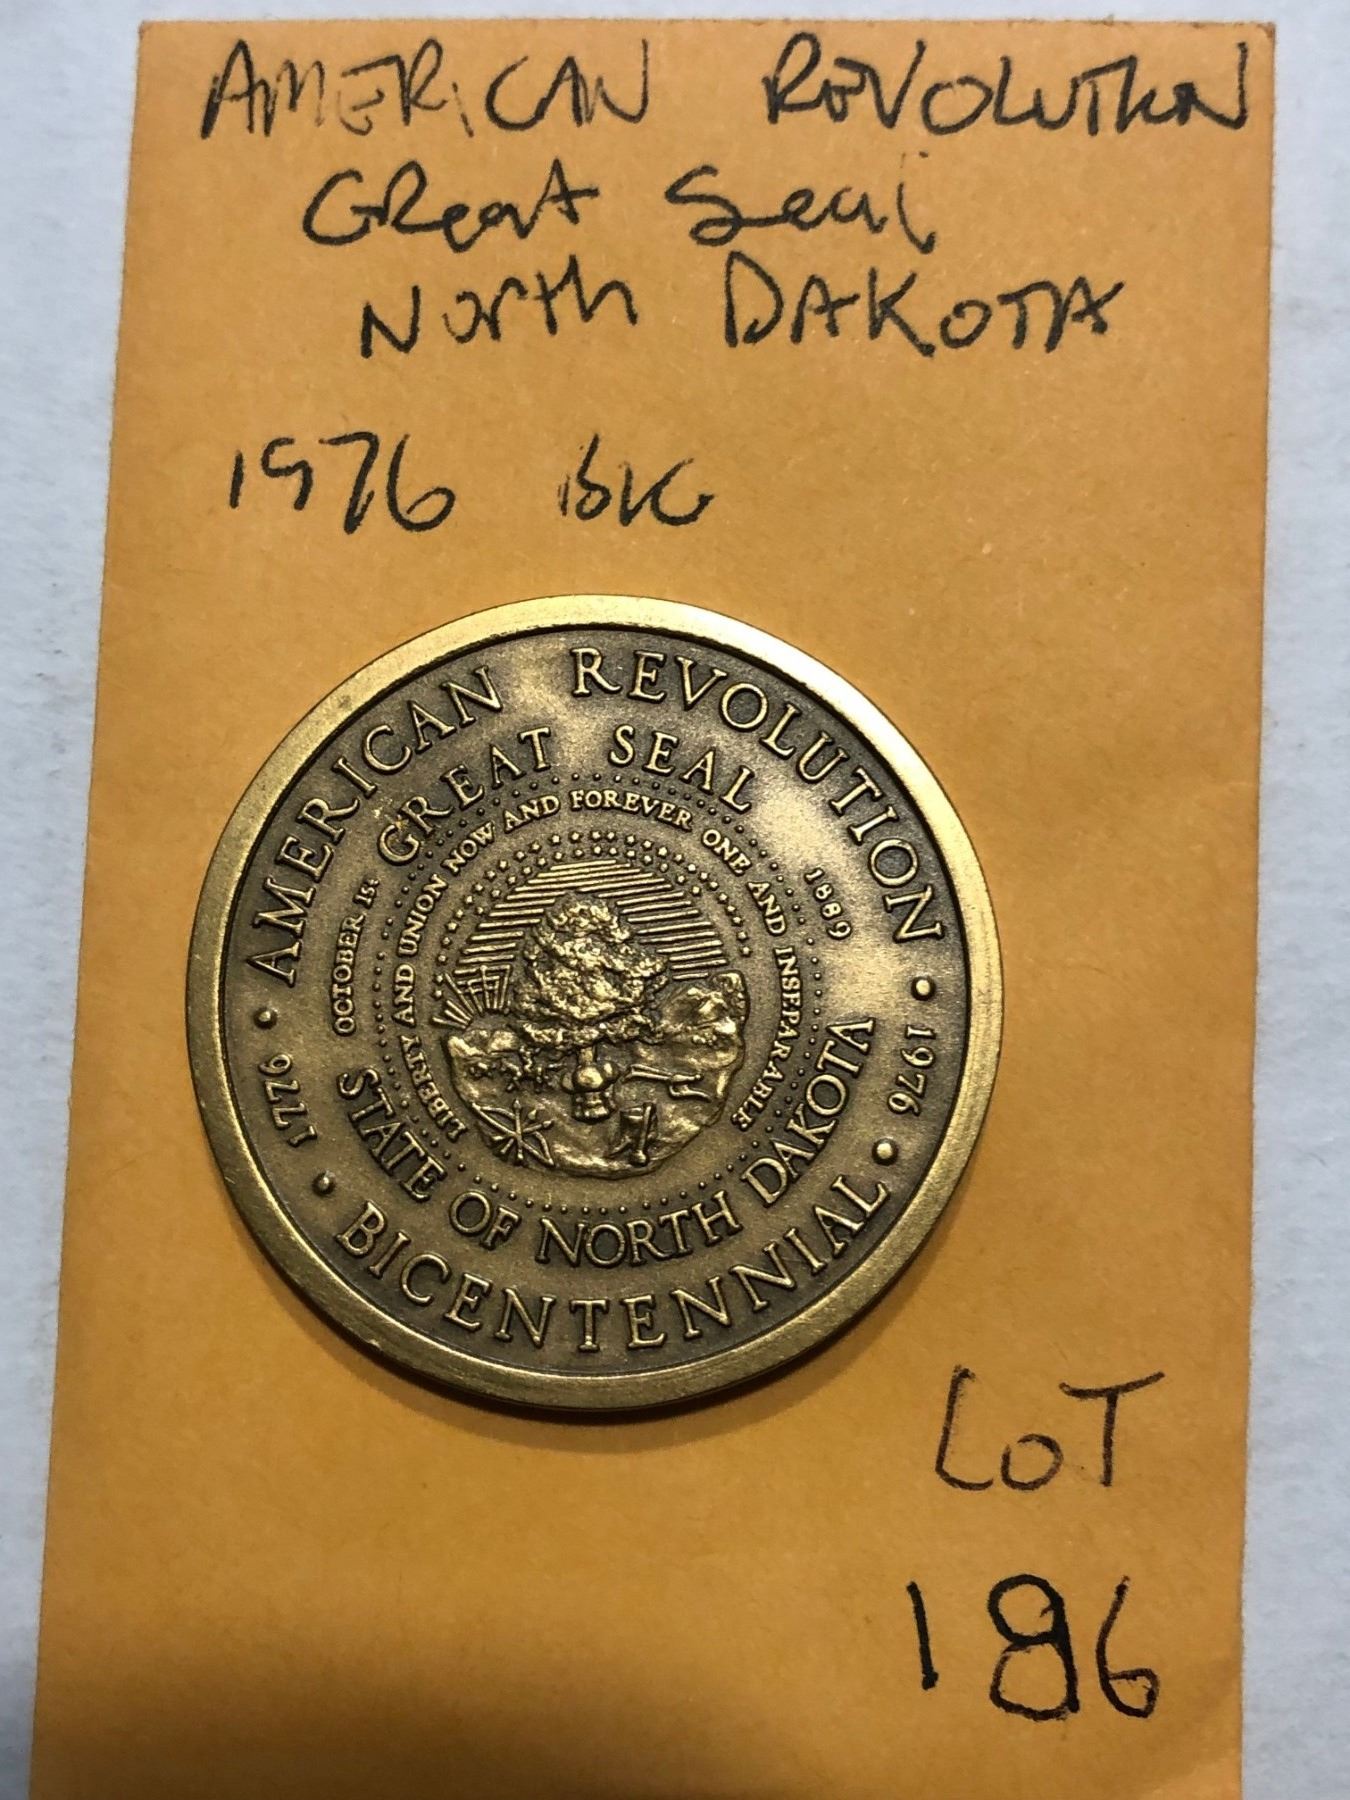 AMERICAN REVOLUTION
Great Seal
North DAKOTA
1976
AMERICAN REVOLUTION
GREAT SEAL
LIBERTY AND UNION NOW AND FOREVER ONE AND INSEPARABLE
OCTOBER 1st 1889
STATE OF NORTH DAKOTA
1776 • BICENTENNIAL • 1976
LOT
186